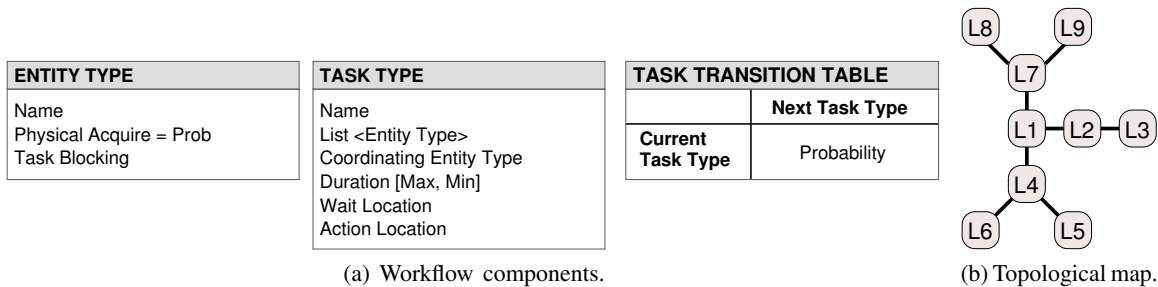 ENTITY TYPE
Name
Physical Acquire = Prob
Task Blocking
TASK TYPE
Name
List <Entity Type>
Coordinating Entity Type
Duration [Max, Min]
Wait Location
Action Location
TASK TRANSITION TABLE
Next Task Type
Current
Task Type
Probability
(a) Workflow components.
L8
L9
L7
L1
L2
L3
L4
L6
L5
(b) Topological map.